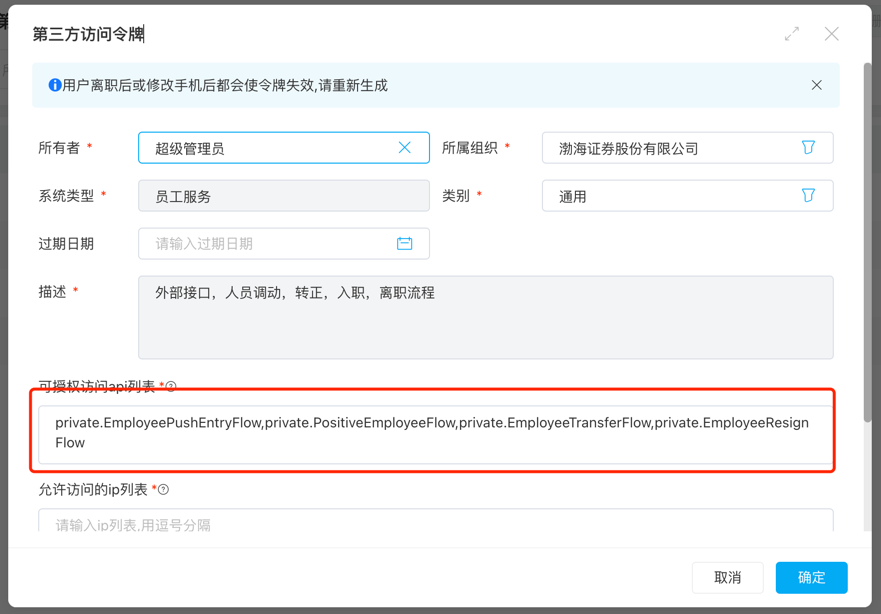 第三方访问令牌
用户离职后或修改手机后都会使令牌失效,请重新生成
所有者 * 超级管理员 所属组织 * 渤海证券股份有限公司
系统类型 * 员工服务 类别 * 通用
过期日期 请输入过期日期
描述 * 外部接口，人员调动，转正，入职，离职流程
可授权访问api列表 *
private.EmployeePushEntryFlow,private.PositiveEmployeeFlow,private.EmployeeTransferFlow,private.EmployeeResign
Flow
允许访问的ip列表 *
请输入ip列表,用逗号分隔
取消 确定